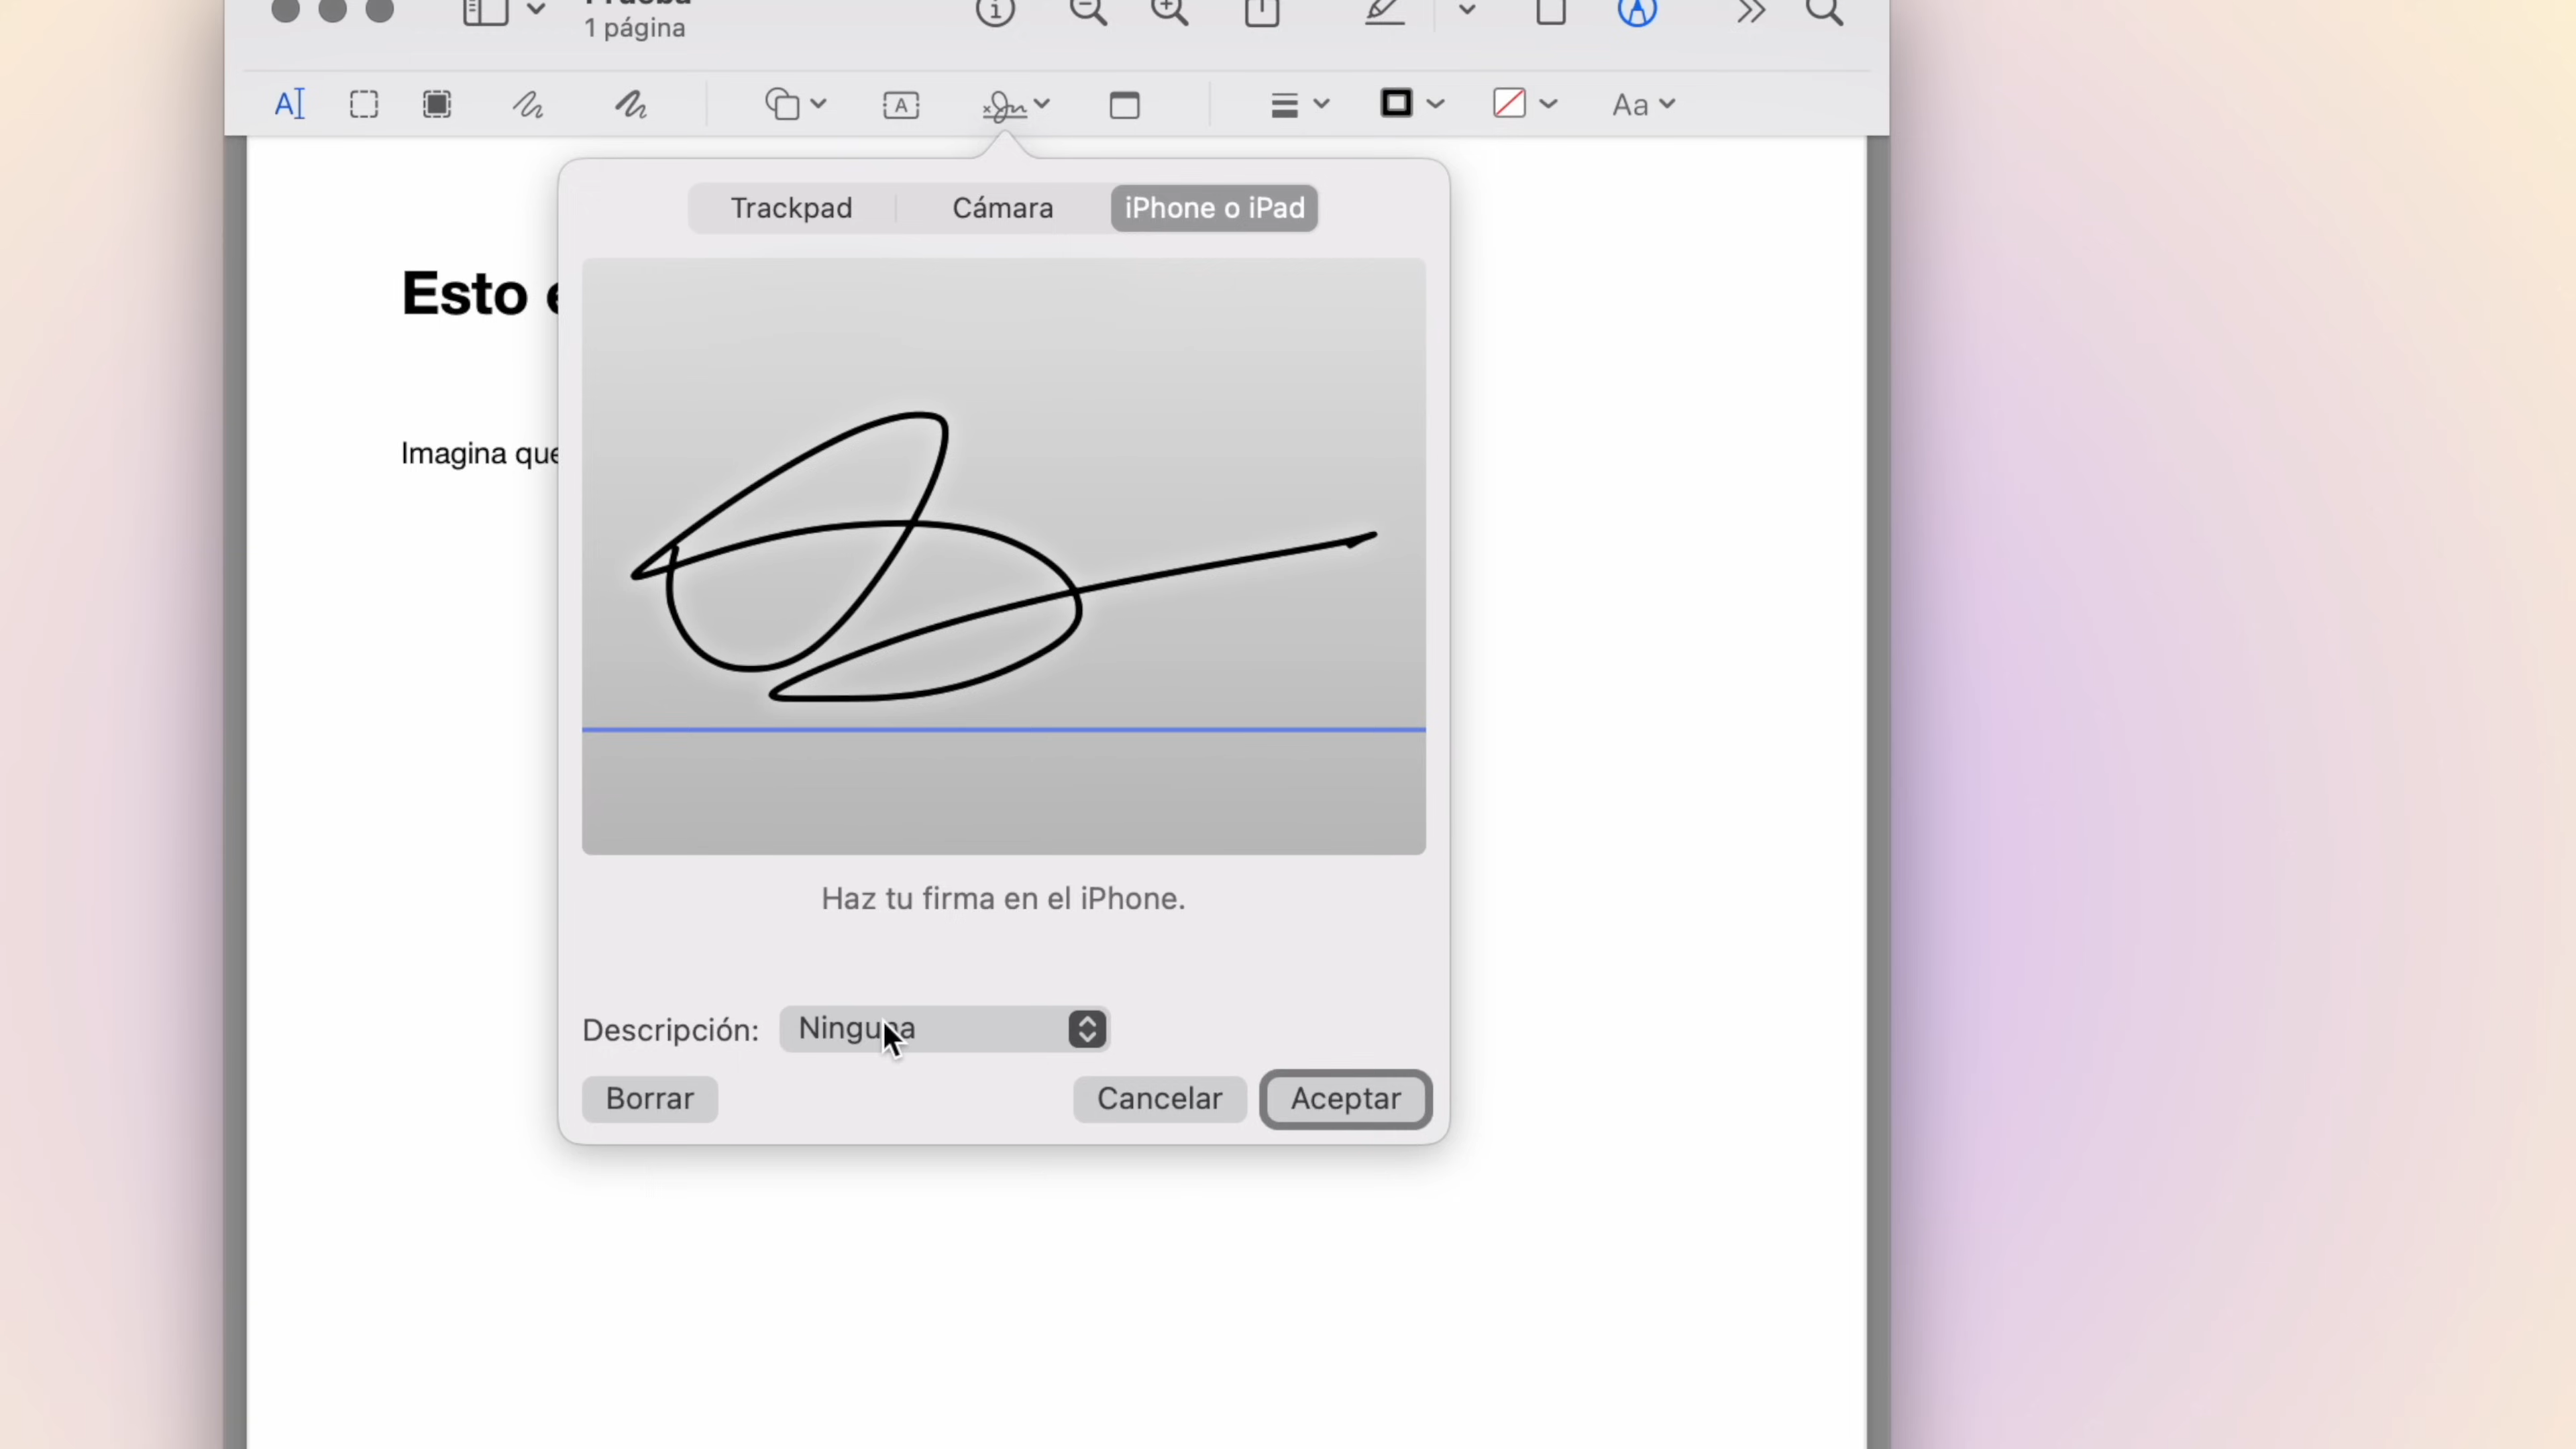 Prueba
1 página
Aa
Trackpad
Cámara
iPhone o iPad
Esto
Imagina que
Haz tu firma en el iPhone.
Descripción:
Ninguna
Borrar
Cancelar
Aceptar